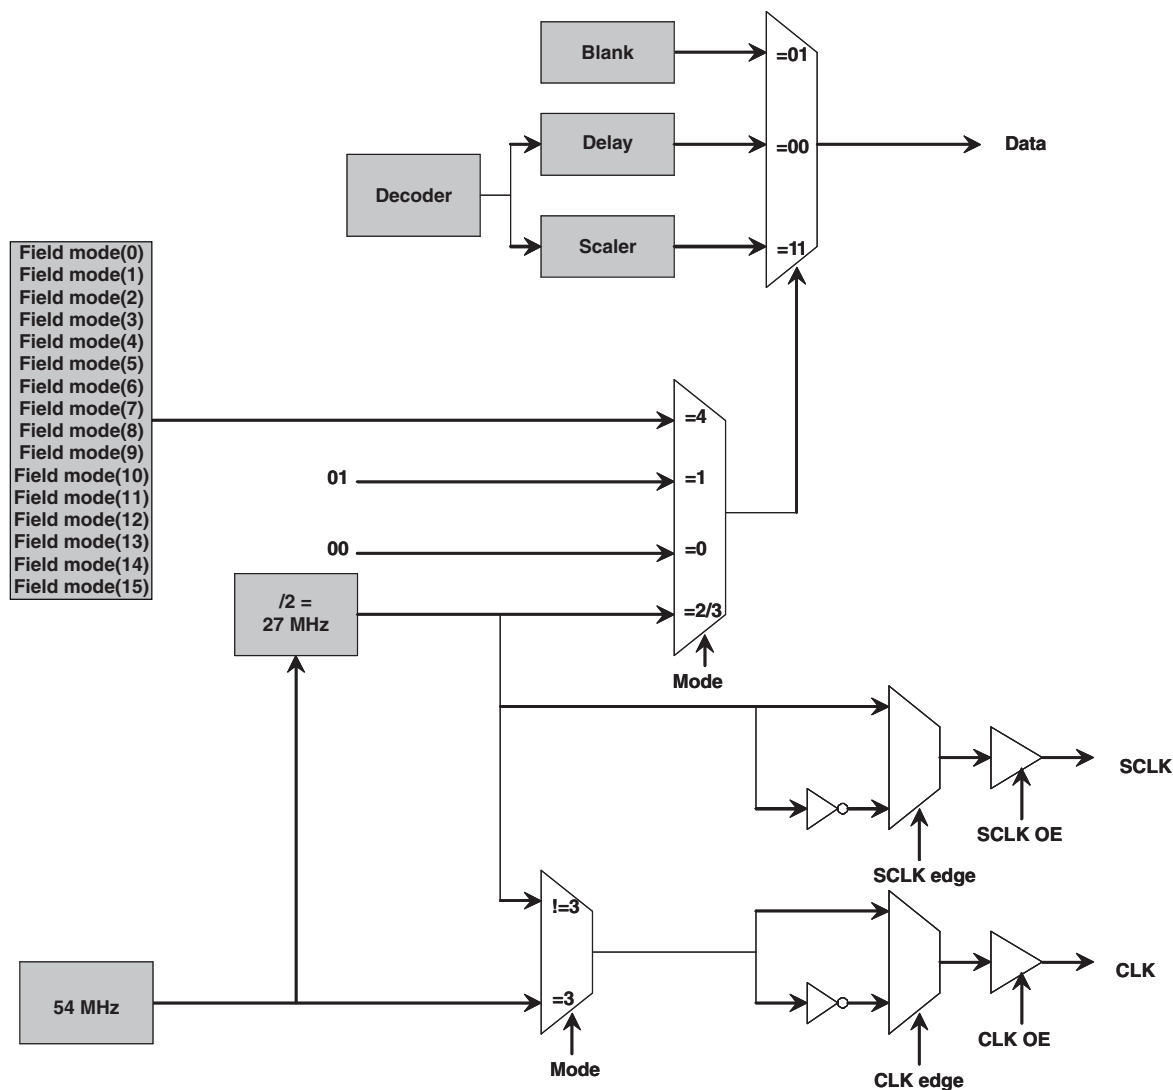 Blank
=01
Delay
=00
Data
Decoder
Scaler
=11
Field mode(0)
Field mode(1)
Field mode(2)
Field mode(3)
Field mode(4)
Field mode(5)
Field mode(6)
Field mode(7)
Field mode(8)
Field mode(9)
Field mode(10)
Field mode(11)
Field mode(12)
Field mode(13)
Field mode(14)
Field mode(15)
=4
01
=1
00
=0
/2 =
27 MHz
=2/3
Mode
SCLK
SCLK OE
SCLK edge
!=3
54 MHz
=3
Mode
CLK
CLK OE
CLK edge